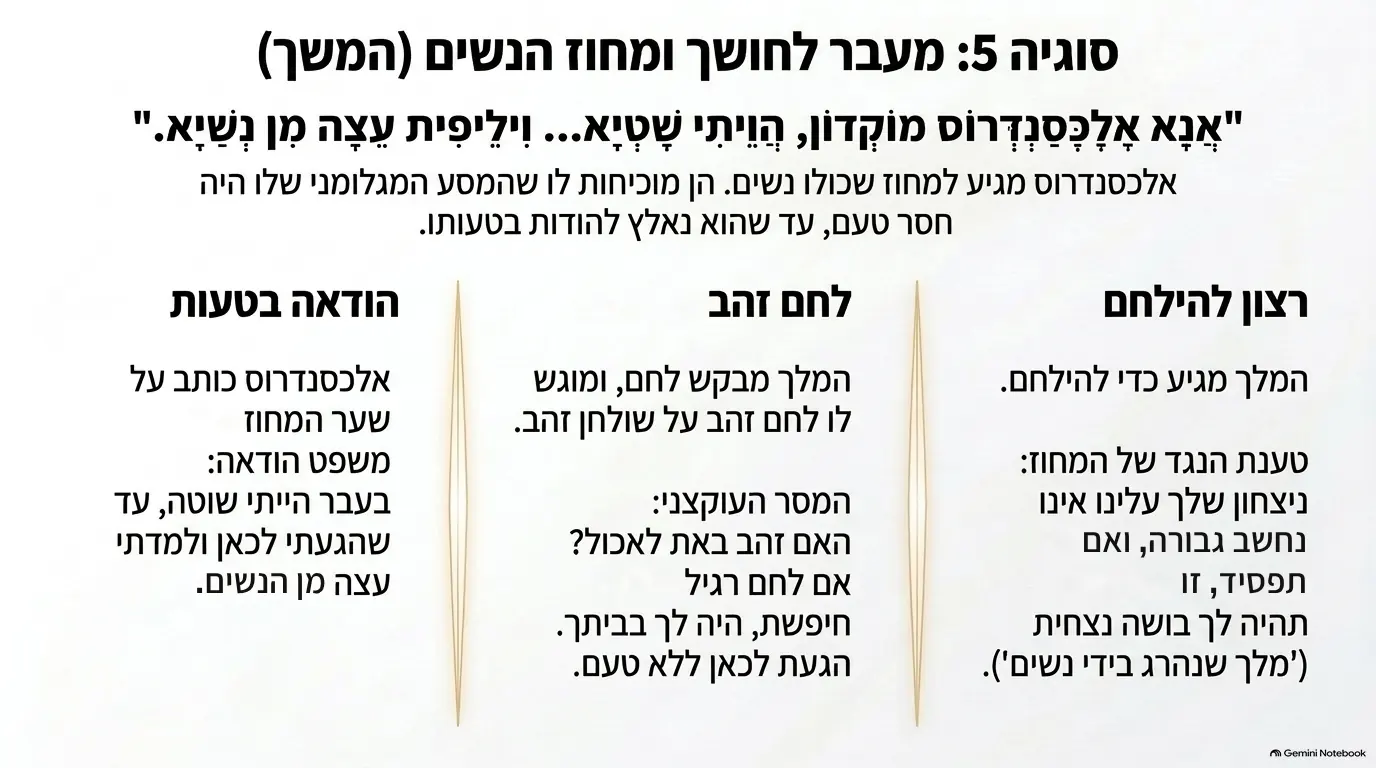 סוגיה 5: מעבר לחושך ומחוז הנשים (המשך)
"אֲנָא אָלָכְּסַנְדְּרוֹס מוֹקְדוֹן, הֲוֵיתִי שָׁטְיָא... וִילֵיפִית עֵצָה מִן נְשַׁיָא."
אלכסנדרוס מגיע למחוז שכולו נשים. הן מוכיחות לו שהמסע המגלומני שלו היה
חסר טעם, עד שהוא נאלץ להודות בטעותו.
רצון להילחם
המלך מגיע כדי להילחם.
טענת הנגד של המחוז:
ניצחון שלך עלינו אינו
נחשב גבורה, ואם
תפסיד, זו
תהיה לך בושה נצחית
('מלך שנהרג בידי נשים').
לחם זהב
המלך מבקש לחם, ומוגש
לו לחם זהב על שולחן זהב.
המסר העוקצני:
האם זהב באת לאכול?
אם לחם רגיל
חיפשת, היה לך בביתך.
הגעת לכאן ללא טעם.
הודאה בטעות
אלכסנדרוס כותב על
שער המחוז
משפט הודאה:
בעבר הייתי שוטה, עד
שהגעתי לכאן ולמדתי
עצה מן הנשים.
Gemini Notebook